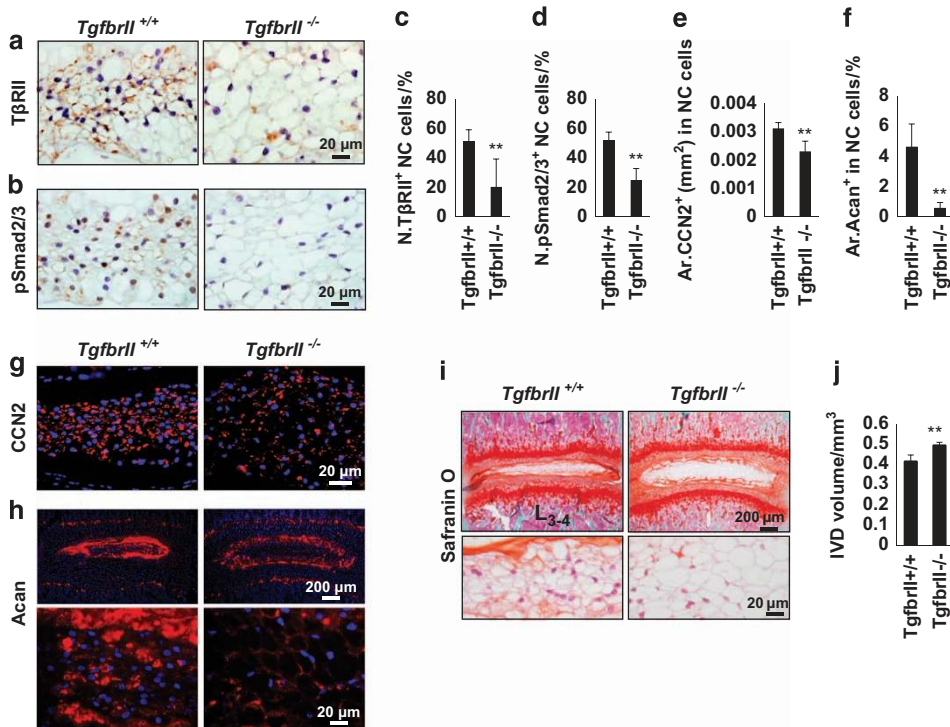 a
TgfbrII +/+
TgfbrII -/-
TβRII
20 µm
b
pSmad2/3
20 µm
c
N.TβRII+ NC cells/%
80
60
40
20
0
**
TgfbrII+/+
TgfbrII-/-
d
N.pSmad2/3+ NC cells/%
80
60
40
20
0
**
TgfbrII+/+
TgfbrII-/-
e
Ar.CCN2+ (mm2) in NC cells
0.004
0.003
0.002
0.001
0
**
TgfbrII+/+
TgfbrII -/-
f
Ar.Acan+ in NC cells/%
8
6
4
2
0
**
TgfbrII+/+
TgfbrII-/-
TgfbrII +/+
TgfbrII -/-
g
CCN2
20 µm
h
Acan
200 µm
20 µm
i
TgfbrII +/+
TgfbrII -/-
Safranin O
L3-4
200 µm
20 µm
j
IVD volume/mm3
0.6
0.5
0.4
0.3
0.2
0.1
0
**
TgfbrII+/+
TgfbrII-/-